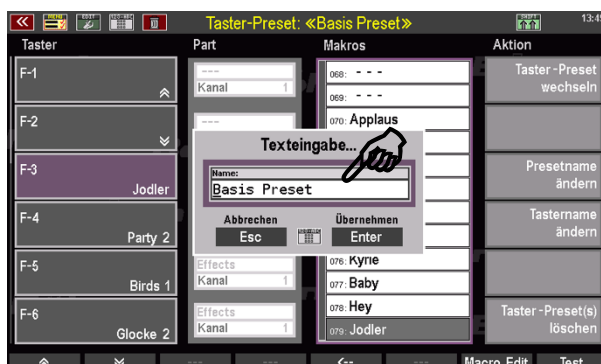 MENU
EDIT
Taster-Preset: «Basis Preset»
SHIFT
Taster
Part
Makros
Aktion
F-1
---
Kanal 1
068: - - -
069: - - -
Taster-Preset
wechseln
F-2
---
070: Applaus
F-3
Jodler
Presetname
ändern
Texteingabe...
Name:
Basis Preset
Abbrechen
Übernehmen
Esc
Enter
F-4
Party 2
Tastername
ändern
F-5
Birds 1
Effects
Kanal 1
076: Kyrie
077: Baby
F-6
Glocke 2
Effects
Kanal 1
078: Hey
079: Jodler
Taster-Preset(s)
löschen
---
---
<--
---
Macro Edit
Test